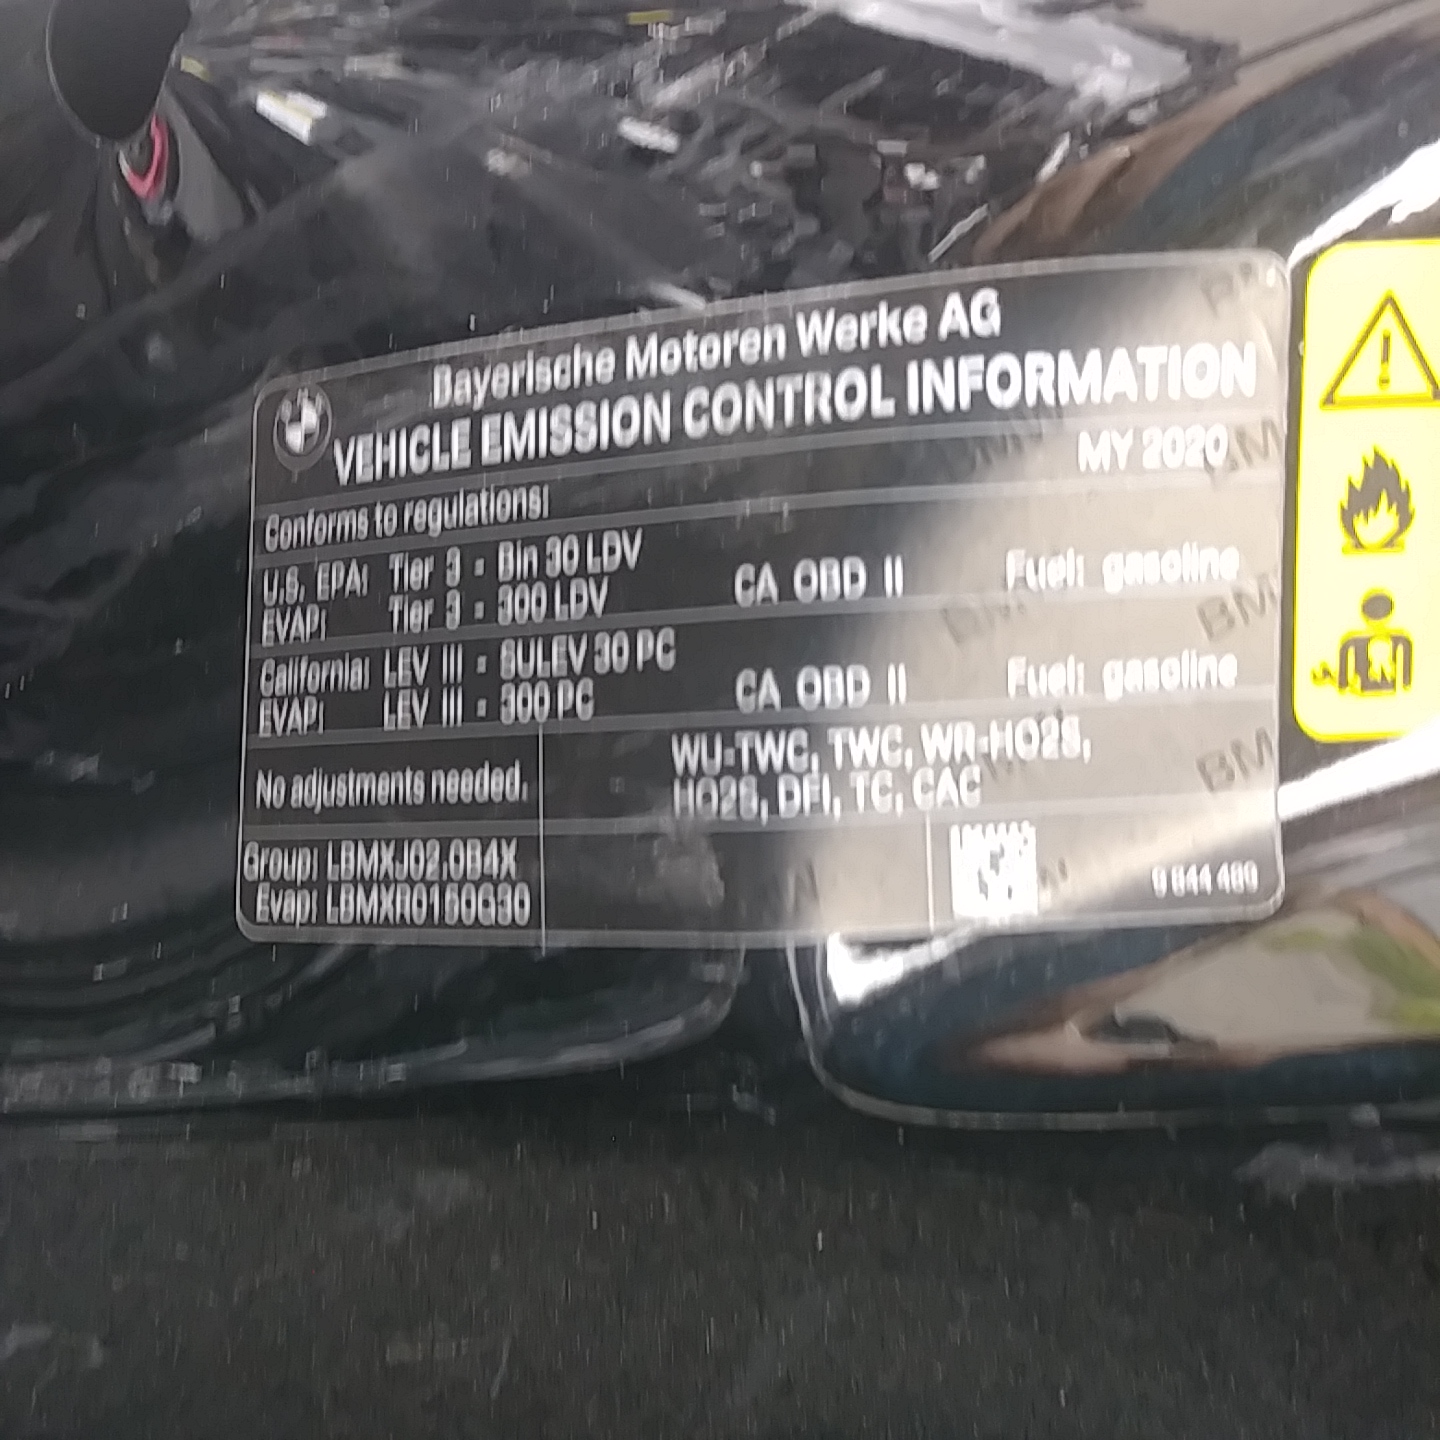 Bayerische Motoren Werke AG
VEHICLE EMISSION CONTROL INFORMATION
MY 2020
Conforms to regulations:
U.S. EPA: Tier 3 - Bin 30 LDV CA OBD II Fuel: gasoline
EVAP: Tier 3 - 300 LDV
California: LEV III - SULEV 30 PC CA OBD II Fuel: gasoline
EVAP: LEV III - 300 PC
No adjustments needed. WU-TWC, TWC, WR-HO2S,
HO2S, DFI, TC, CAC
Group: LBMXJ02.0B4X
Evap: LBMXR0150G30